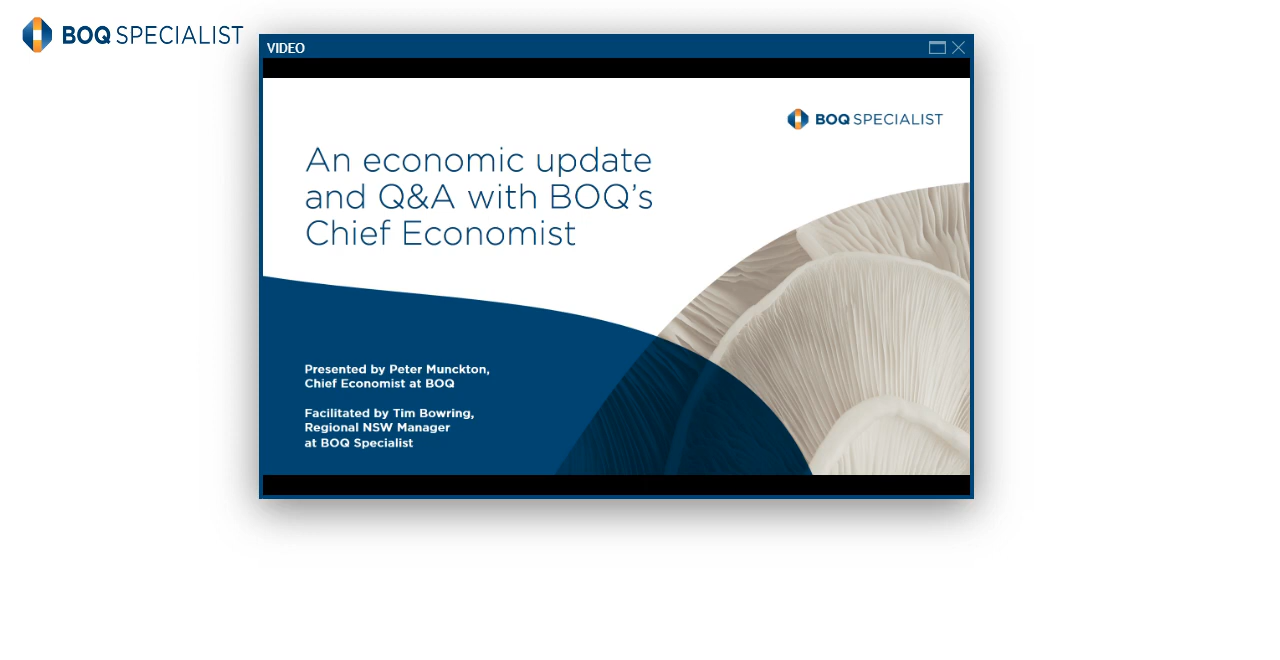 BOQ SPECIALIST
VIDEO
BOQ SPECIALIST
An economic update
and Q&A with BOQ’s
Chief Economist
Presented by Peter Munckton,
Chief Economist at BOQ
Facilitated by Tim Bowring,
Regional NSW Manager
at BOQ Specialist